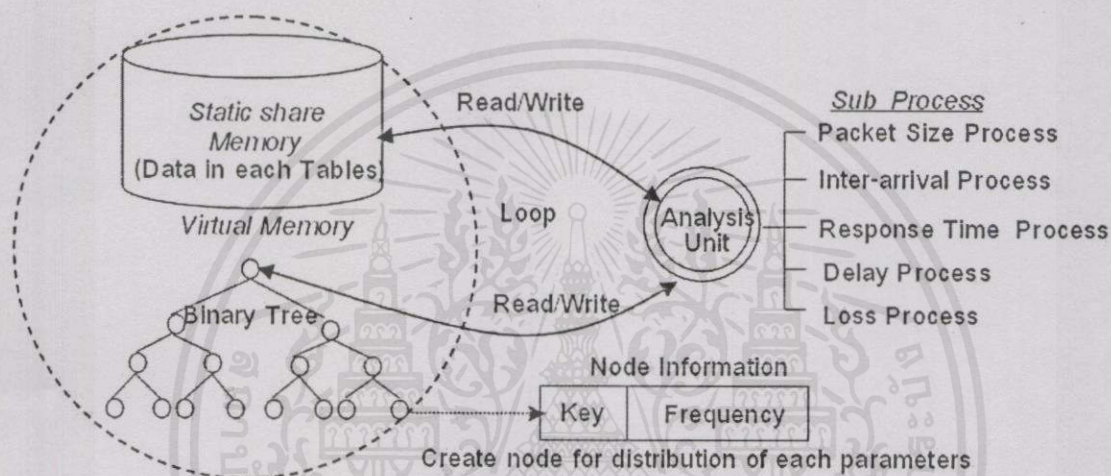 Static share
Memory
(Data in each Tables)
Virtual Memory
Binary Tree
Read/Write
Loop
Read/Write
Analysis
Unit
Sub Process
Packet Size Process
Inter-arrival Process
Response Time Process
Delay Process
Loss Process
Node Information
Key
Frequency
Create node for distribution of each parameters